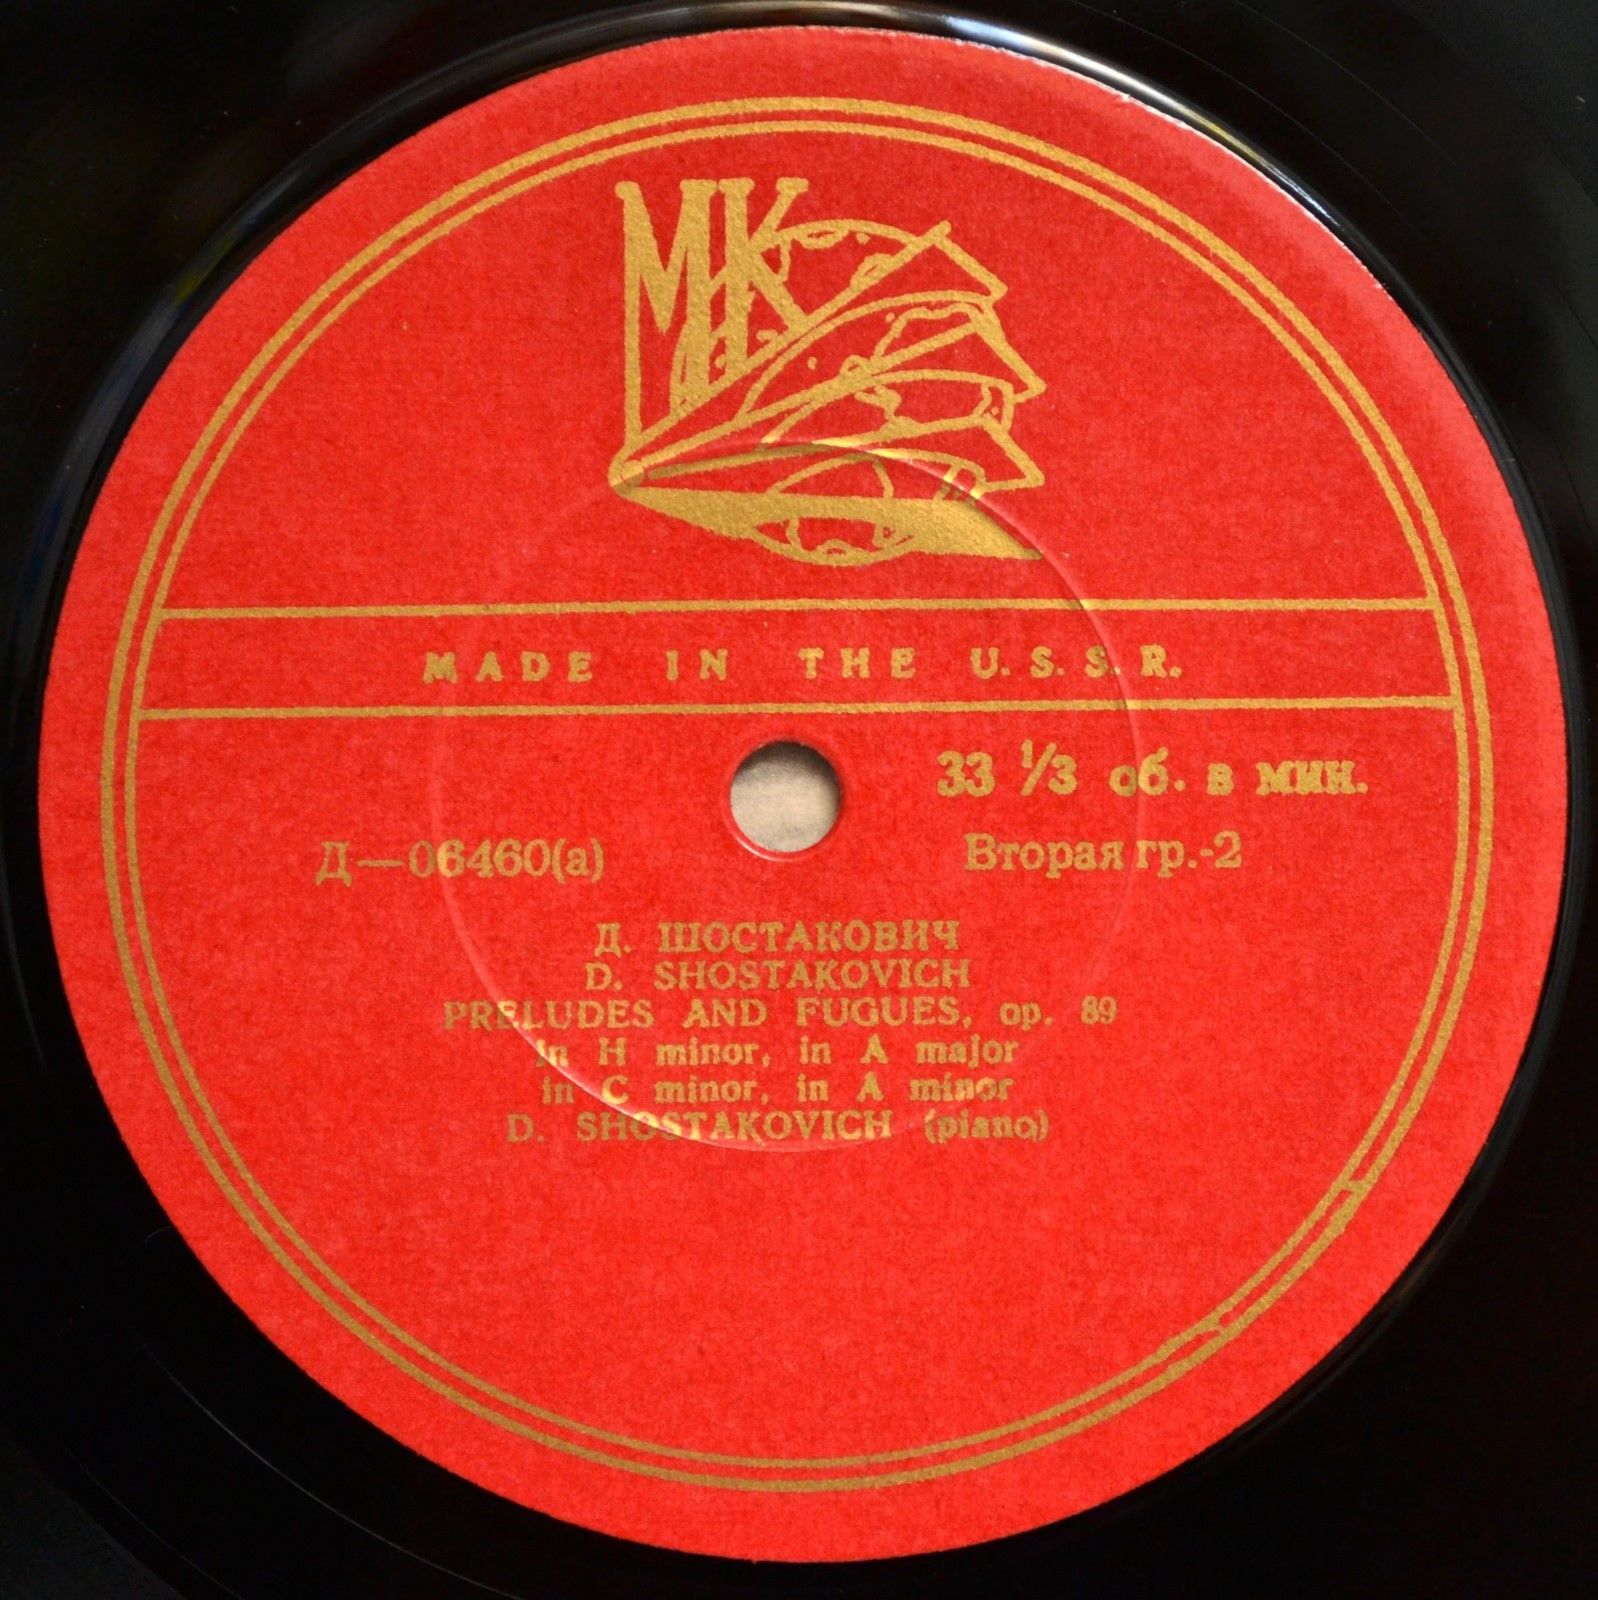 МК
MADE IN THE U.S.S.R.
33 1/3 об. в мин.
Д—06460(а) Вторая гр.-2
Д. ШОСТАКОВИЧ
D. SHOSTAKOVICH
PRELUDES AND FUGUES, op. 89
in H minor, in A major
in C minor, in A minor
D. SHOSTAKOVICH (piano)